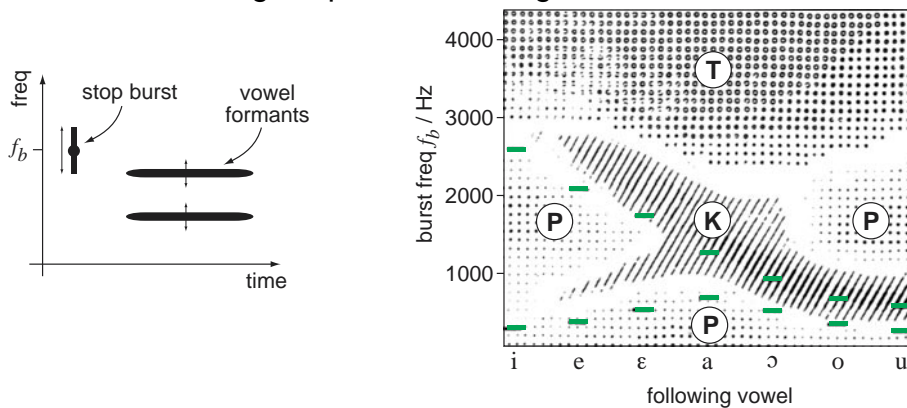 freq
stop burst
vowel
formants
f_b
time
burst freq f_b / Hz
4000
3000
2000
1000
T
K
P
P
P
i e ɛ a ɔ o u
following vowel